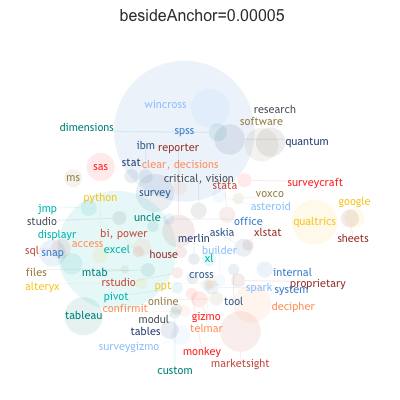 besideAnchor=0.00005
wincross
research
software
dimensions
spss
quantum
ibm
reporter
stat
clear, decisions
sas
ms
critical, vision
survey
stata
surveycraft
voxco
python
google
asteroid
jmp
uncle
office
studio
qualtrics
displayr
bi, power
askia
xlstat
merlin
sheets
sql
snap
access
excel
house
builder
xl
files
mtab
cross
internal
alteryx
rstudio
ppt
spark
system
proprietary
pivot
online
tool
decipher
confirmit
tableau
modul
gizmo
tables
telmar
surveygizmo
monkey
marketsight
custom